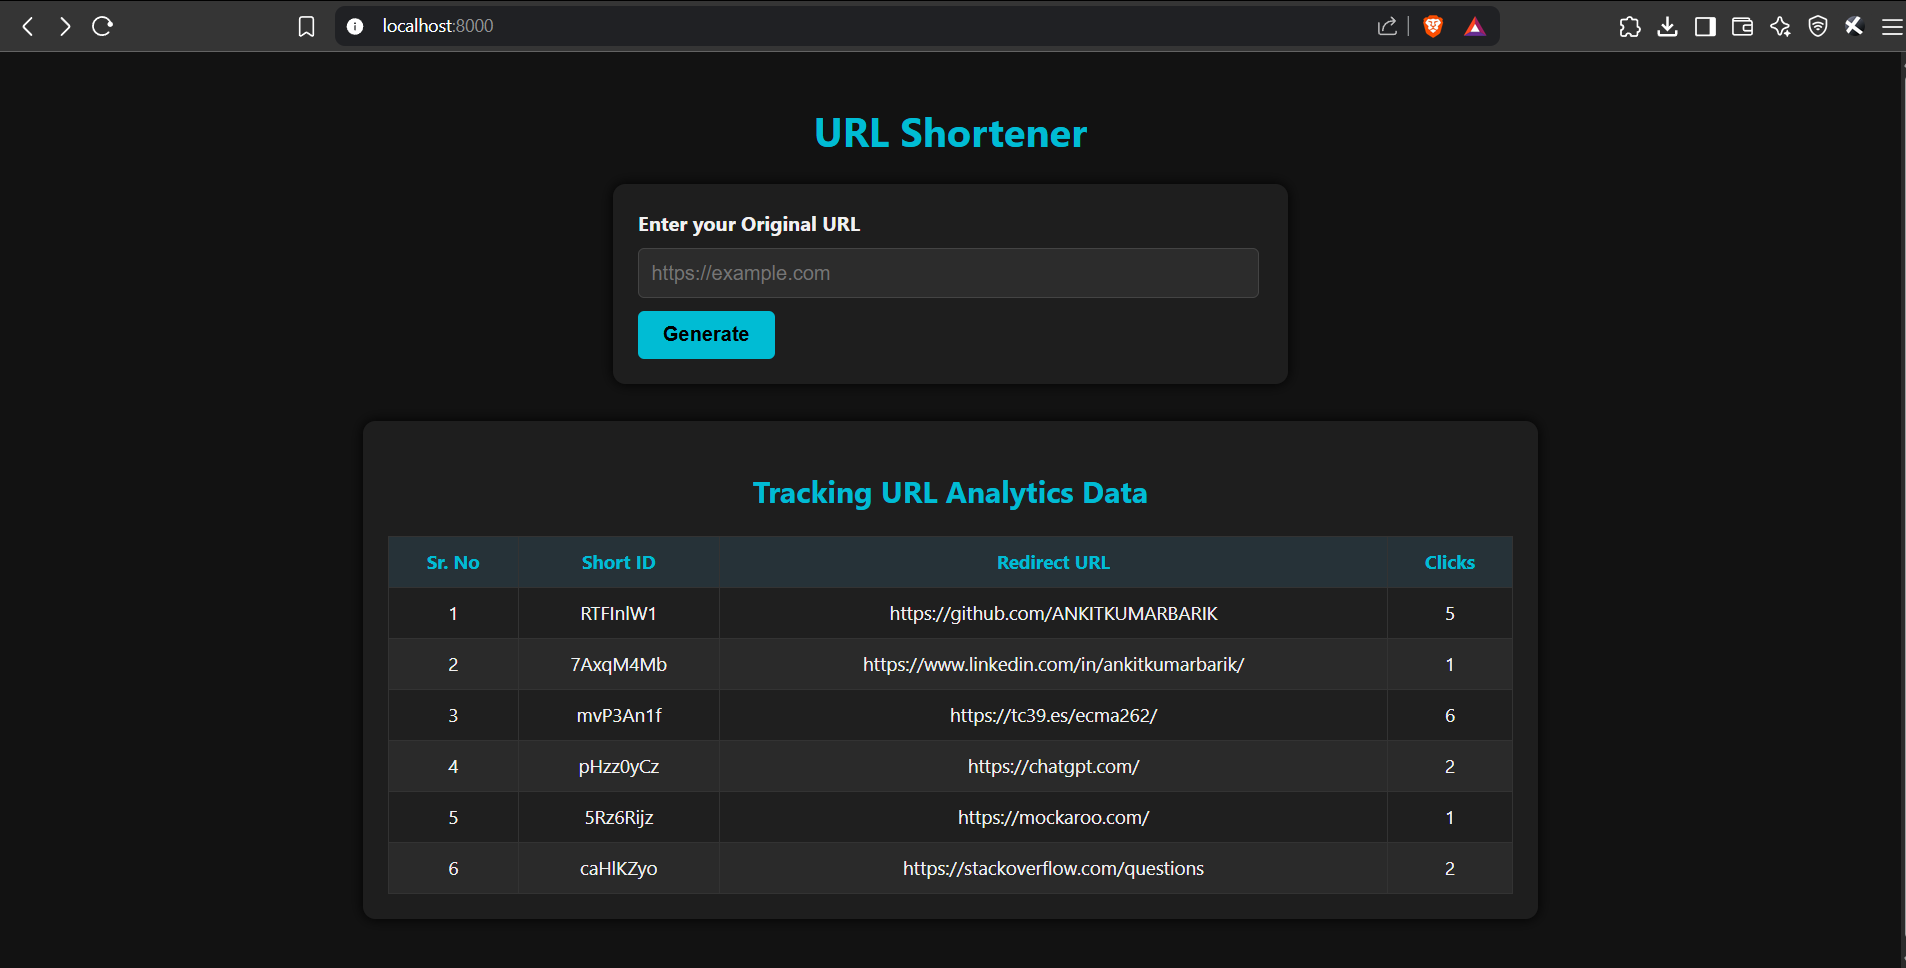 localhost:8000
URL Shortener
Enter your Original URL
https://example.com
Generate
Tracking URL Analytics Data
Sr. No Short ID Redirect URL Clicks
1 RTFInlW1 https://github.com/ANKITKUMARBARIK 5
2 7AxqM4Mb https://www.linkedin.com/in/ankitkumarbarik/ 1
3 mvP3An1f https://tc39.es/ecma262/ 6
4 pHzz0yCz https://chatgpt.com/ 2
5 5Rz6Rijz https://mockaroo.com/ 1
6 caHlKZyo https://stackoverflow.com/questions 2